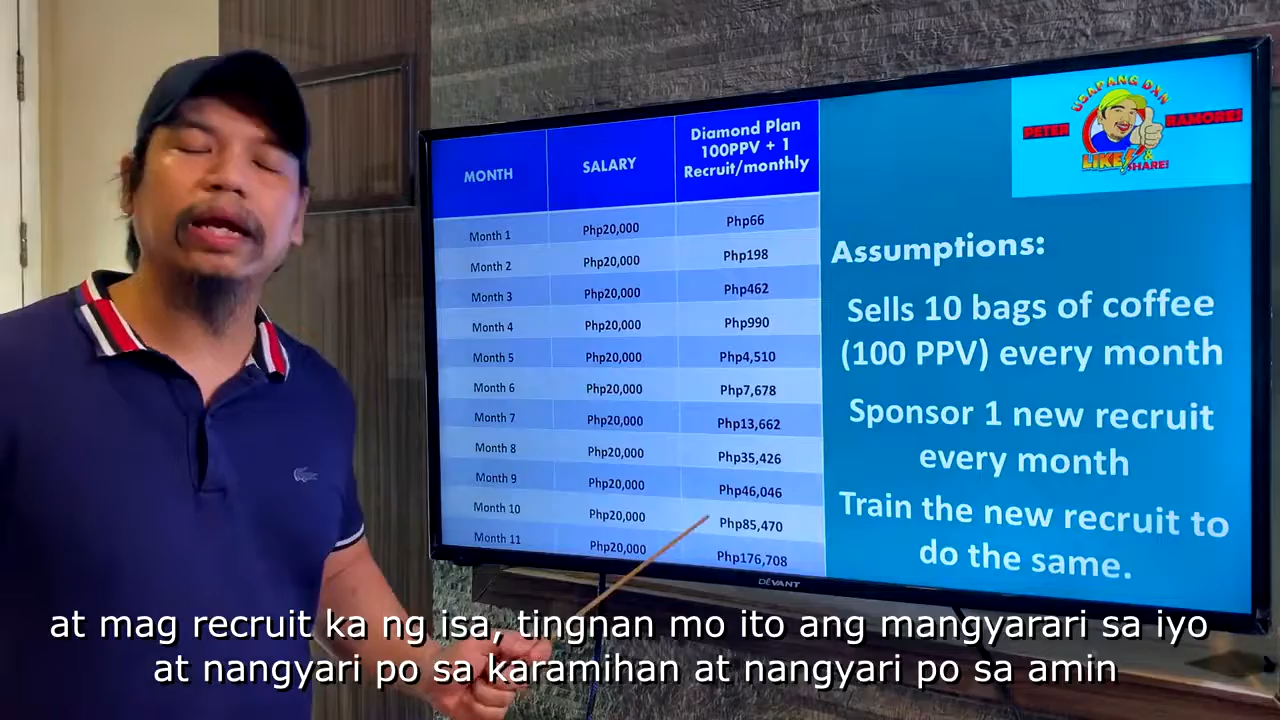 UGAPANG DXN
PETER
RAMORES
LIKE
&
SHARE!
MONTH
SALARY
Diamond Plan
100PPV + 1
Recruit/monthly
Month 1 Php20,000 Php66
Month 2 Php20,000 Php198
Month 3 Php20,000 Php462
Month 4 Php20,000 Php990
Month 5 Php20,000 Php4,510
Month 6 Php20,000 Php7,678
Month 7 Php20,000 Php13,662
Month 8 Php20,000 Php35,426
Month 9 Php20,000 Php46,046
Month 10 Php20,000 Php85,470
Month 11 Php20,000 Php176,708
Assumptions:
Sells 10 bags of coffee
(100 PPV) every month
Sponsor 1 new recruit
every month
Train the new recruit to
do the same.
DEVANT
at mag recruit ka ng isa, tingnan mo ito ang mangyarari sa iyo
at nangyari po sa karamihan at nangyari po sa amin